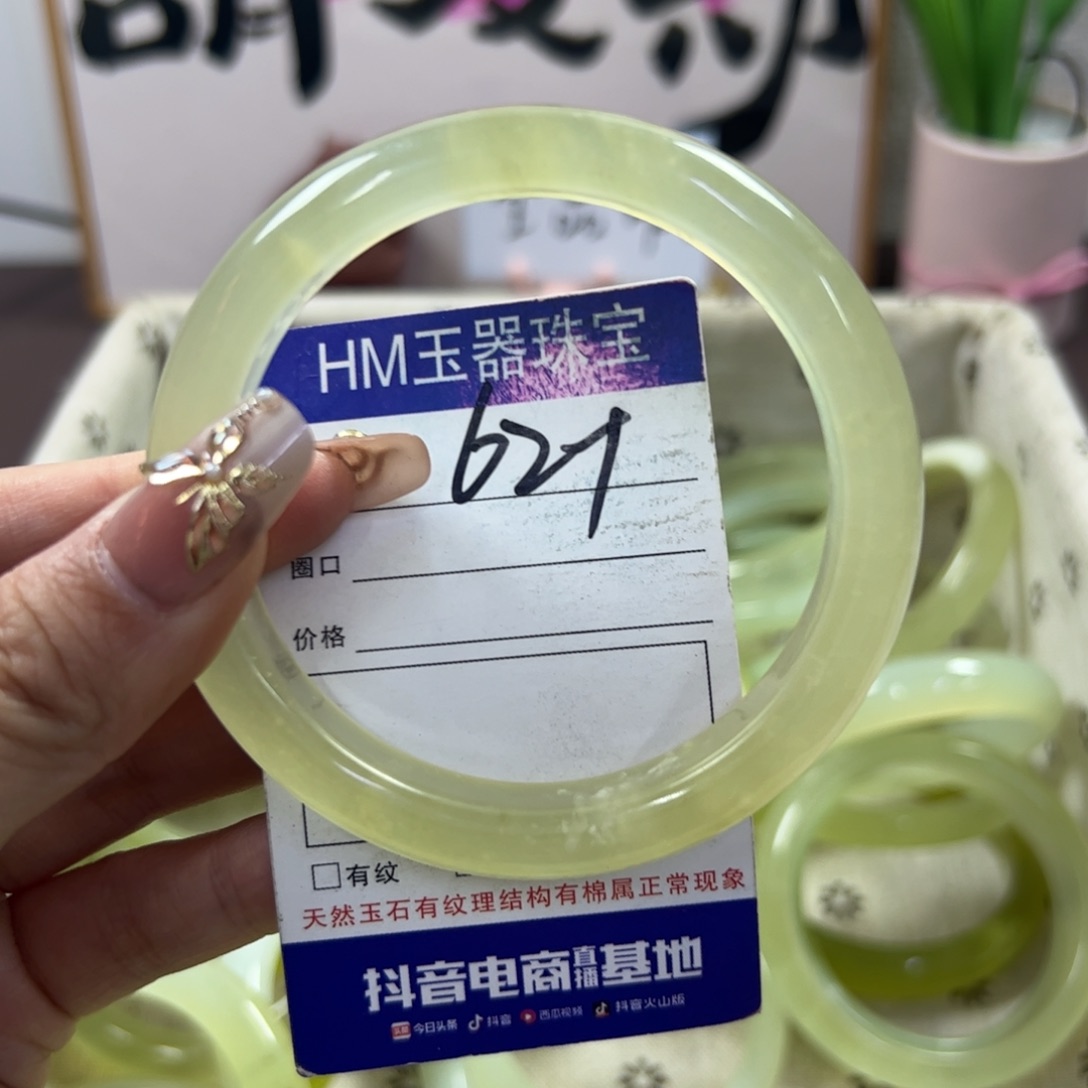 HM玉器珠宝
627
圈口
价格
有纹
天然玉石有纹理结构有棉属正常现象
抖音电商直播基地
今日头条 抖音 西瓜视频 抖音火山版